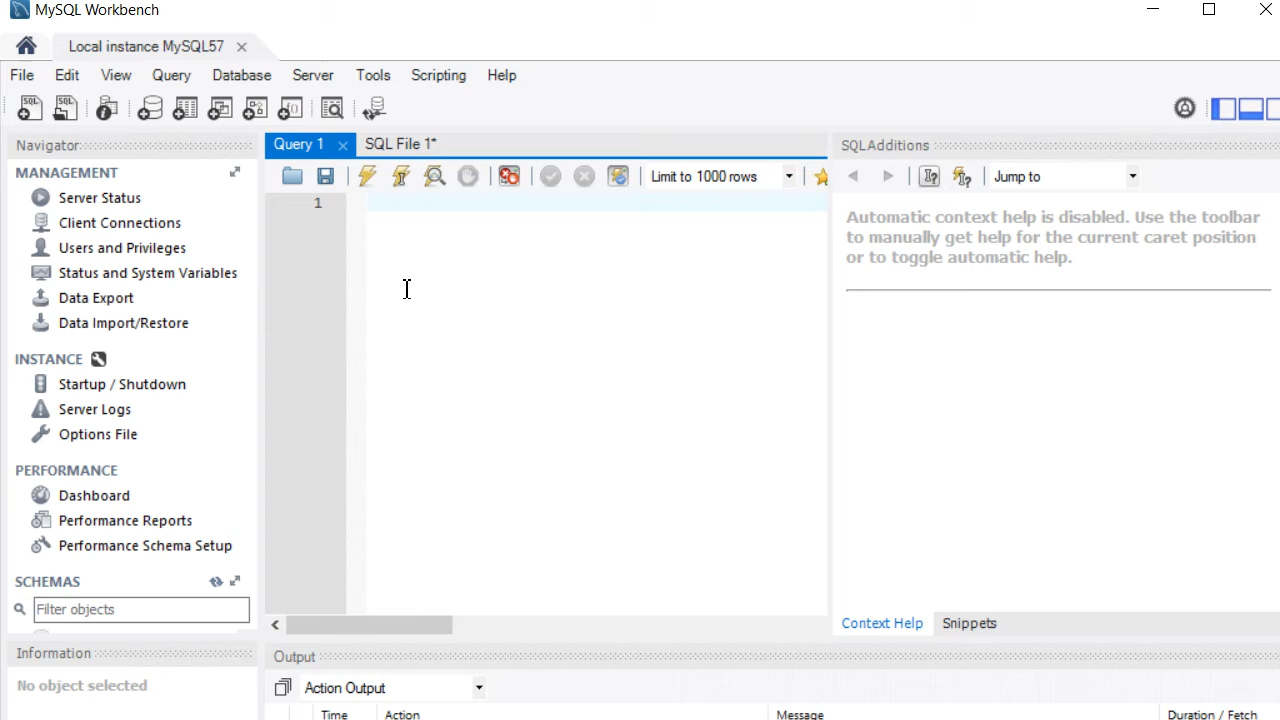 MySQL Workbench
Local instance MySQL57
File Edit View Query Database Server Tools Scripting Help
Navigator
MANAGEMENT
Server Status
Client Connections
Users and Privileges
Status and System Variables
Data Export
Data Import/Restore
INSTANCE
Startup / Shutdown
Server Logs
Options File
PERFORMANCE
Dashboard
Performance Reports
Performance Schema Setup
SCHEMAS
Filter objects
Information
No object selected
Query 1
SQL File 1*
Limit to 1000 rows
1
SQLAdditions
Jump to
Automatic context help is disabled. Use the toolbar
to manually get help for the current caret position
or to toggle automatic help.
Context Help Snippets
Output
Action Output
Time Action Message Duration / Fetch